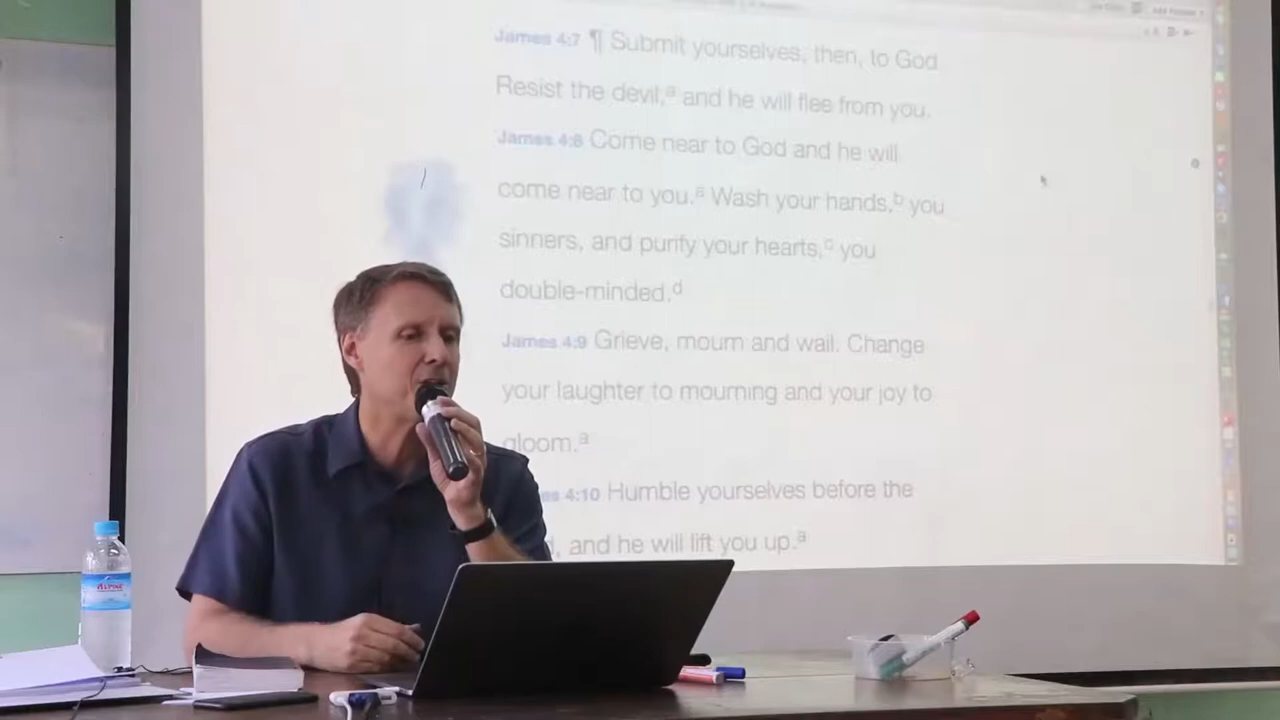 James 4:7 ¶ Submit yourselves, then, to God
Resist the devil,ª and he will flee from you.
James 4:8 Come near to God and he will
come near to you.ª Wash your hands,ᵇ you
sinners, and purify your hearts,ᶜ you
double-minded.ᵈ
James 4:9 Grieve, mourn and wail. Change
your laughter to mourning and your joy to
gloom.ª
es 4:10 Humble yourselves before the
d, and he will lift you up.ª